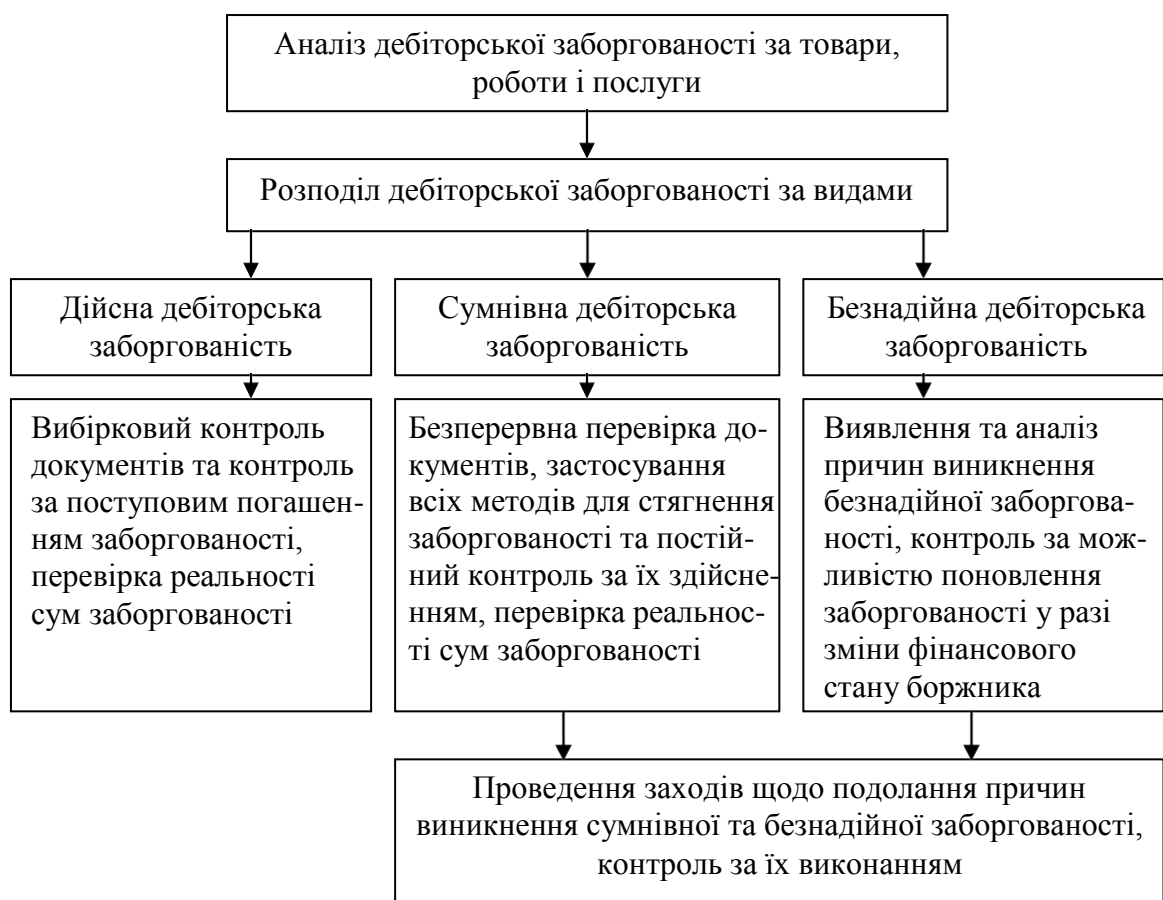 Аналіз дебіторської заборгованості за товари,
роботи і послуги
Розподіл дебіторської заборгованості за видами
Дійсна дебіторська
заборгованість
Сумнівна дебіторська
заборгованість
Безнадійна дебіторська
заборгованість
Вибірковий контроль
документів та контроль
за поступовим погашен-
ням заборгованості,
перевірка реальності
сум заборгованості
Безперервна перевірка до-
кументів, застосування
всіх методів для стягнення
заборгованості та постій-
ний контроль за їх здійсне-
нням, перевірка реальнос-
ті сум заборгованості
Виявлення та аналіз
причин виникнення
безнадійної заборгова-
ності, контроль за мож-
ливістю поновлення
заборгованості у разі
зміни фінансового
стану боржника
Проведення заходів щодо подолання причин
виникнення сумнівної та безнадійної заборгованості,
контроль за їх виконанням